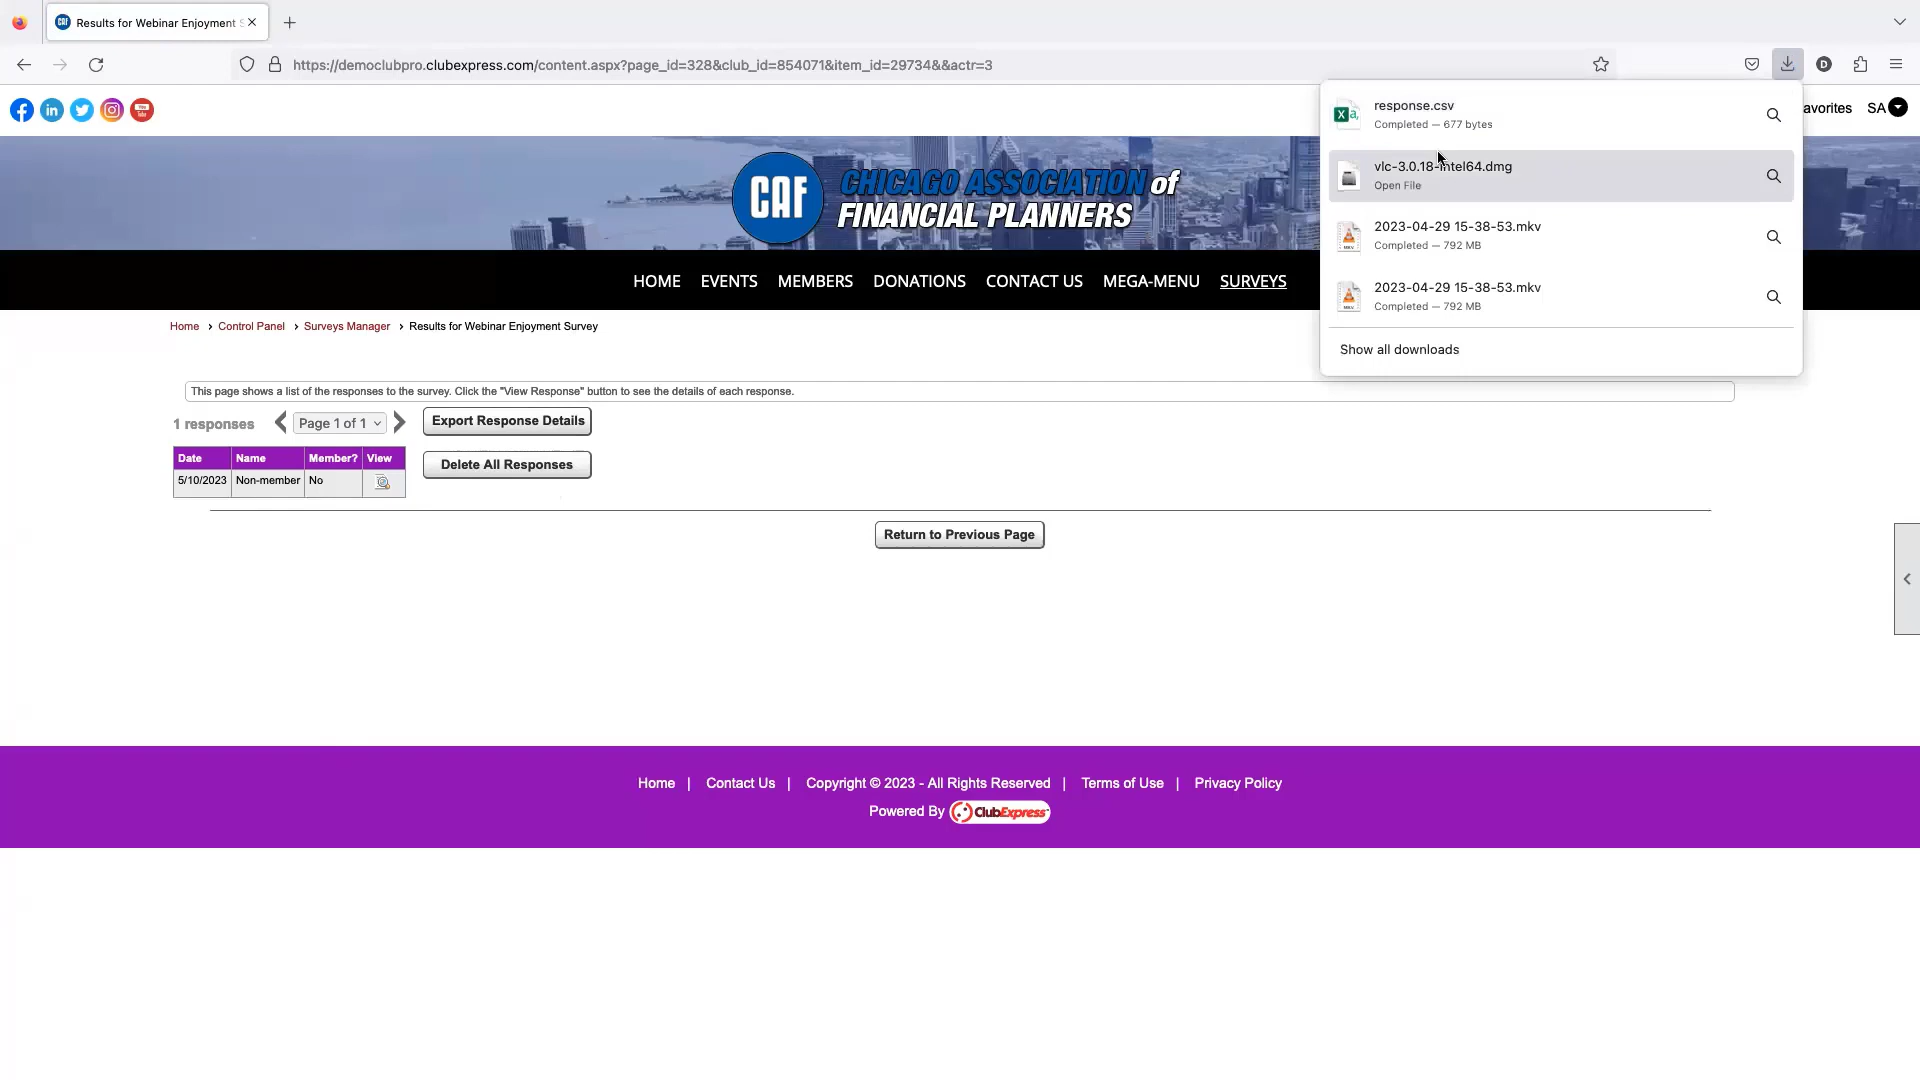 Results for Webinar Enjoyment S
https://democlubpro.clubexpress.com/content.aspx?page_id=328&club_id=854071&item_id=29734&&actr=3
D
response.csv
Completed — 677 bytes
vlc-3.0.18-intel64.dmg
Open File
2023-04-29 15-38-53.mkv
Completed — 792 MB
2023-04-29 15-38-53.mkv
Completed — 792 MB
Show all downloads
avorites SA
CAF CHICAGO ASSOCIATION of
FINANCIAL PLANNERS
HOME EVENTS MEMBERS DONATIONS CONTACT US MEGA-MENU SURVEYS
Home › Control Panel › Surveys Manager › Results for Webinar Enjoyment Survey
This page shows a list of the responses to the survey. Click the "View Response" button to see the details of each response.
1 responses Page 1 of 1 Export Response Details
Date Name Member? View
Delete All Responses
5/10/2023 Non-member No
Return to Previous Page
Home | Contact Us | Copyright © 2023 - All Rights Reserved | Terms of Use | Privacy Policy
Powered By ClubExpress